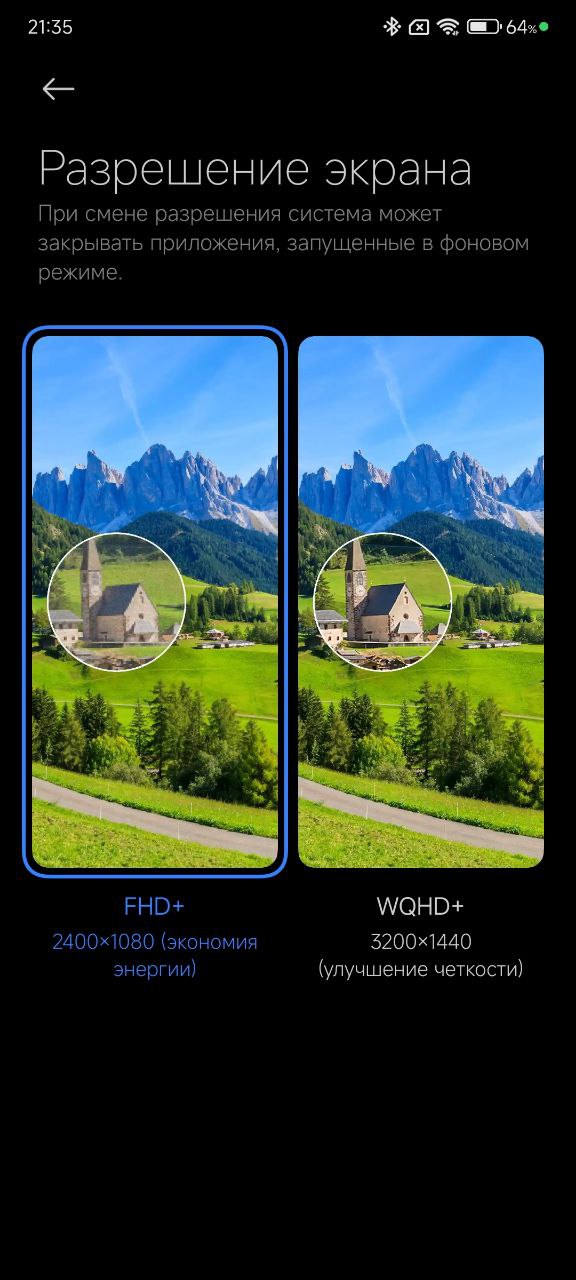 21:35
64%
Разрешение экрана
При смене разрешения система может
закрывать приложения, запущенные в фоновом
режиме.
FHD+
2400×1080 (экономия
энергии)
WQHD+
3200×1440
(улучшение четкости)